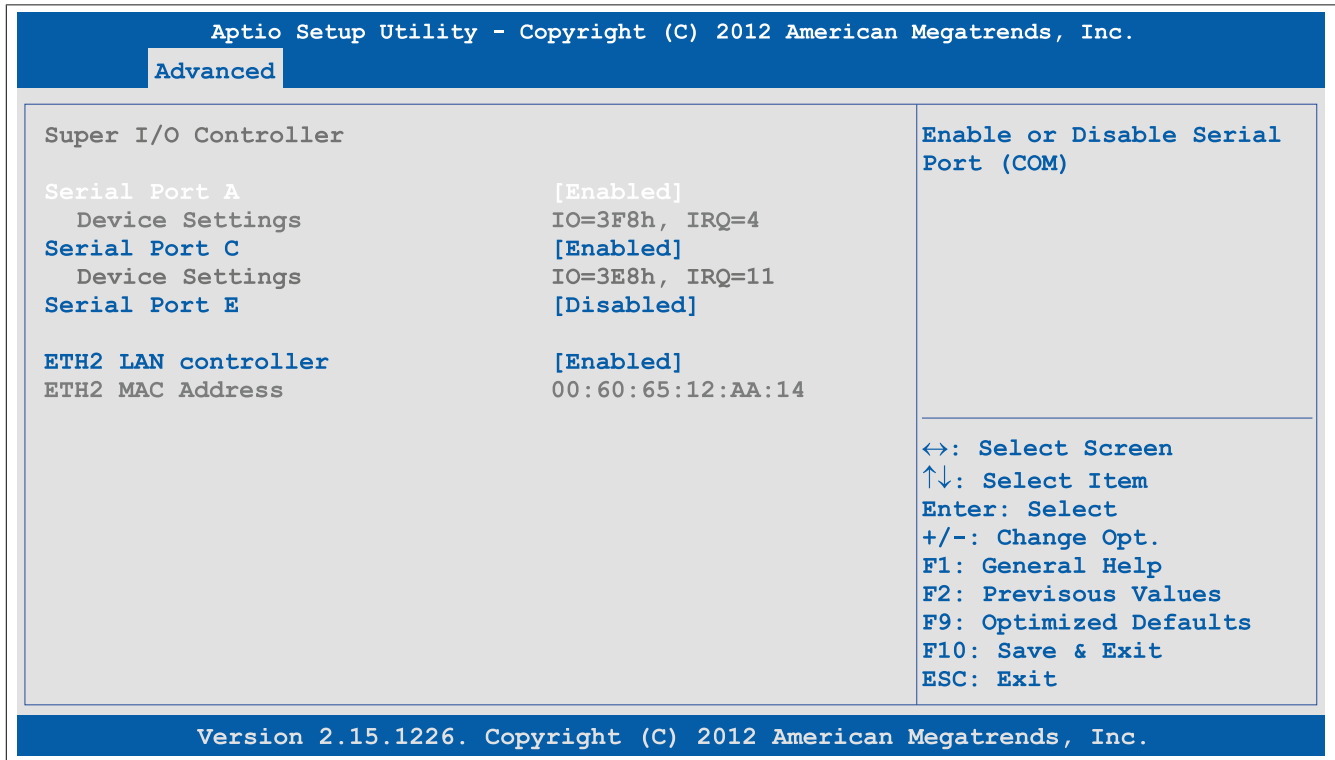 Aptio Setup Utility - Copyright (C) 2012 American Megatrends, Inc.
Advanced
Super I/O Controller
Serial Port A [Enabled]
Device Settings IO=3F8h, IRQ=4
Serial Port C [Enabled]
Device Settings IO=3E8h, IRQ=11
Serial Port E [Disabled]
ETH2 LAN controller [Enabled]
ETH2 MAC Address 00:60:65:12:AA:14
Enable or Disable Serial
Port (COM)
↔: Select Screen
↑↓: Select Item
Enter: Select
+/-: Change Opt.
F1: General Help
F2: Previsous Values
F9: Optimized Defaults
F10: Save & Exit
ESC: Exit
Version 2.15.1226. Copyright (C) 2012 American Megatrends, Inc.